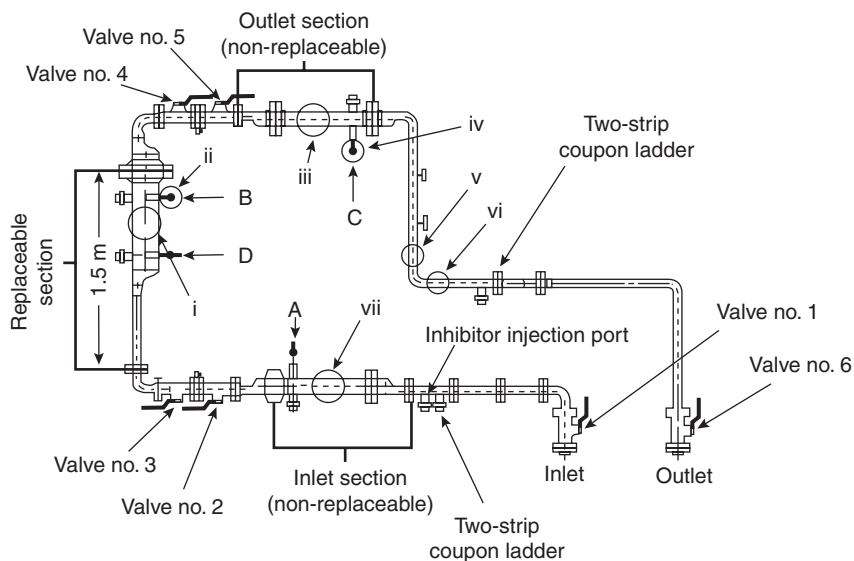 Outlet section
(non-replaceable)
Valve no. 5
Valve no. 4
iv
Two-strip
coupon ladder
ii
iii
v
B
C
vi
Replaceable
section
1.5 m
D
i
A
vii
Inhibitor injection port
Valve no. 1
Valve no. 6
Valve no. 3
Valve no. 2
Inlet section
(non-replaceable)
Inlet
Outlet
Two-strip
coupon ladder